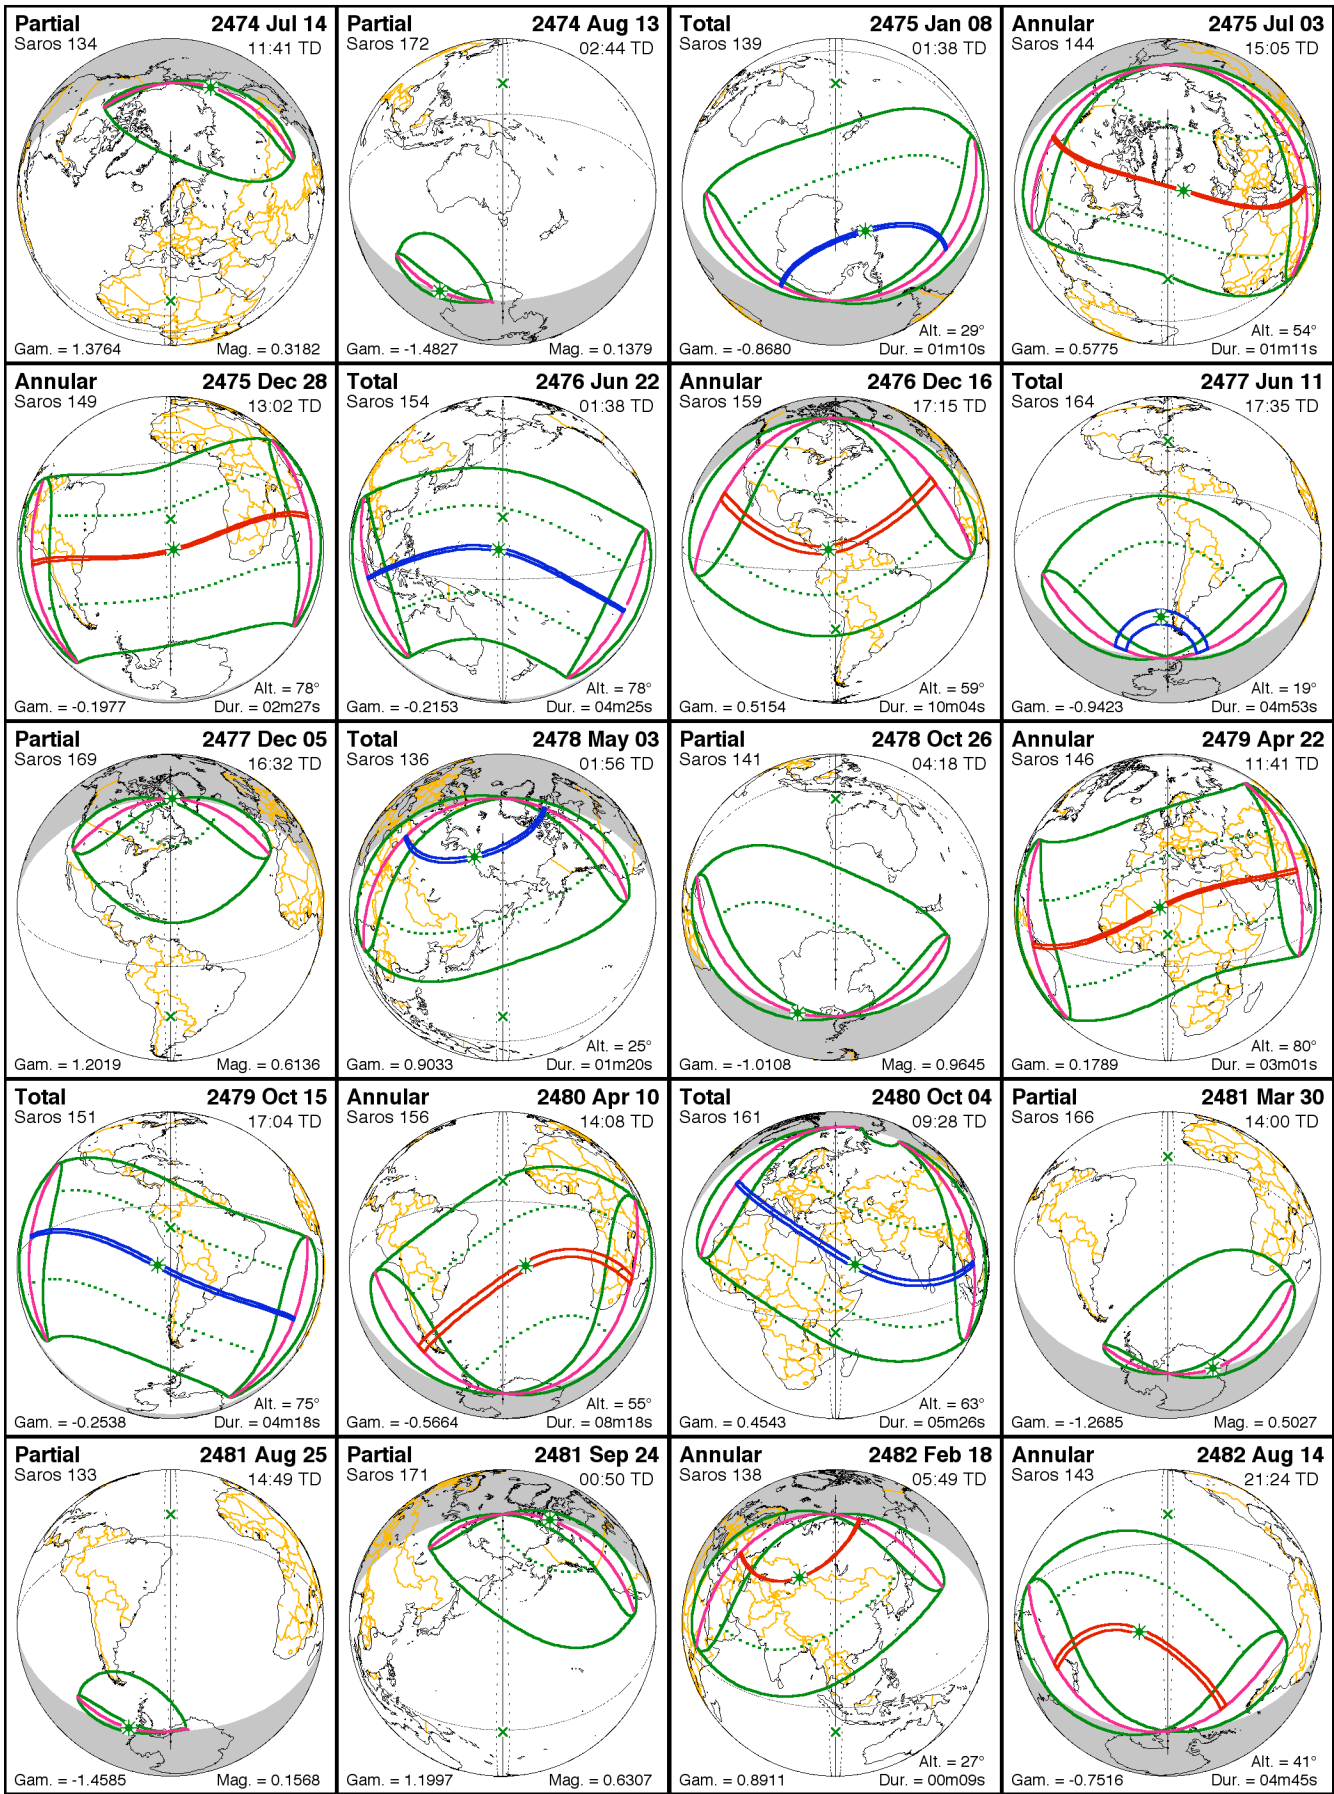 Partial 2474 Jul 14
Saros 134 11:41 TD
Gam. = 1.3764 Mag. = 0.3182
Partial 2474 Aug 13
Saros 172 02:44 TD
Gam. = -1.4827 Mag. = 0.1379
Total 2475 Jan 08
Saros 139 01:38 TD
Alt. = 29°
Gam. = -0.8680 Dur. = 01m10s
Annular 2475 Jul 03
Saros 144 15:05 TD
Alt. = 54°
Gam. = 0.5775 Dur. = 01m11s
Annular 2475 Dec 28
Saros 149 13:02 TD
Alt. = 78°
Gam. = -0.1977 Dur. = 02m27s
Total 2476 Jun 22
Saros 154 01:38 TD
Alt. = 78°
Gam. = -0.2153 Dur. = 04m25s
Annular 2476 Dec 16
Saros 159 17:15 TD
Alt. = 59°
Gam. = 0.5154 Dur. = 10m04s
Total 2477 Jun 11
Saros 164 17:35 TD
Alt. = 19°
Gam. = -0.9423 Dur. = 04m53s
Partial 2477 Dec 05
Saros 169 16:32 TD
Gam. = 1.2019 Mag. = 0.6136
Total 2478 May 03
Saros 136 01:56 TD
Alt. = 25°
Gam. = 0.9033 Dur. = 01m20s
Partial 2478 Oct 26
Saros 141 04:18 TD
Gam. = -1.0108 Mag. = 0.9645
Annular 2479 Apr 22
Saros 146 11:41 TD
Alt. = 80°
Gam. = 0.1789 Dur. = 03m01s
Total 2479 Oct 15
Saros 151 17:04 TD
Alt. = 75°
Gam. = -0.2538 Dur. = 04m18s
Annular 2480 Apr 10
Saros 156 14:08 TD
Alt. = 55°
Gam. = -0.5664 Dur. = 08m18s
Total 2480 Oct 04
Saros 161 09:28 TD
Alt. = 63°
Gam. = 0.4543 Dur. = 05m26s
Partial 2481 Mar 30
Saros 166 14:00 TD
Gam. = -1.2685 Mag. = 0.5027
Partial 2481 Aug 25
Saros 133 14:49 TD
Gam. = -1.4585 Mag. = 0.1568
Partial 2481 Sep 24
Saros 171 00:50 TD
Gam. = 1.1997 Mag. = 0.6307
Annular 2482 Feb 18
Saros 138 05:49 TD
Alt. = 27°
Gam. = 0.8911 Dur. = 00m09s
Annular 2482 Aug 14
Saros 143 21:24 TD
Alt. = 41°
Gam. = -0.7516 Dur. = 04m45s